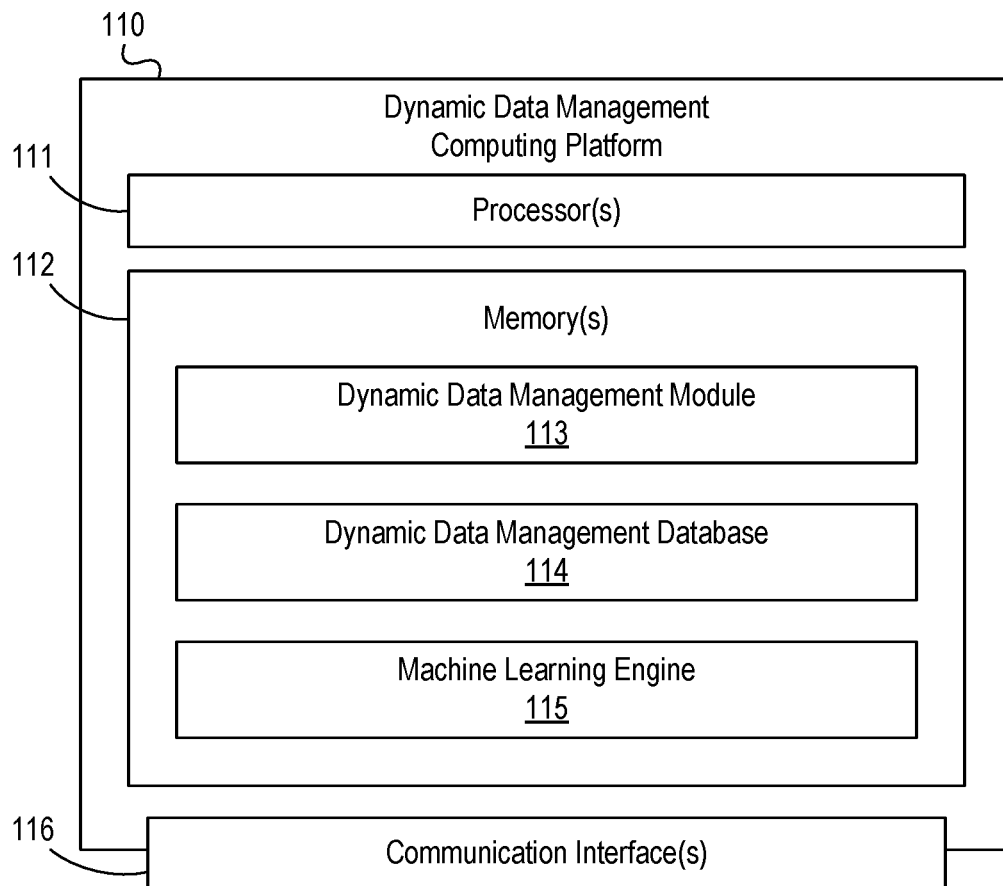 110
Dynamic Data Management
Computing Platform
111
Processor(s)
112
Memory(s)
Dynamic Data Management Module
113
Dynamic Data Management Database
114
Machine Learning Engine
115
116
Communication Interface(s)